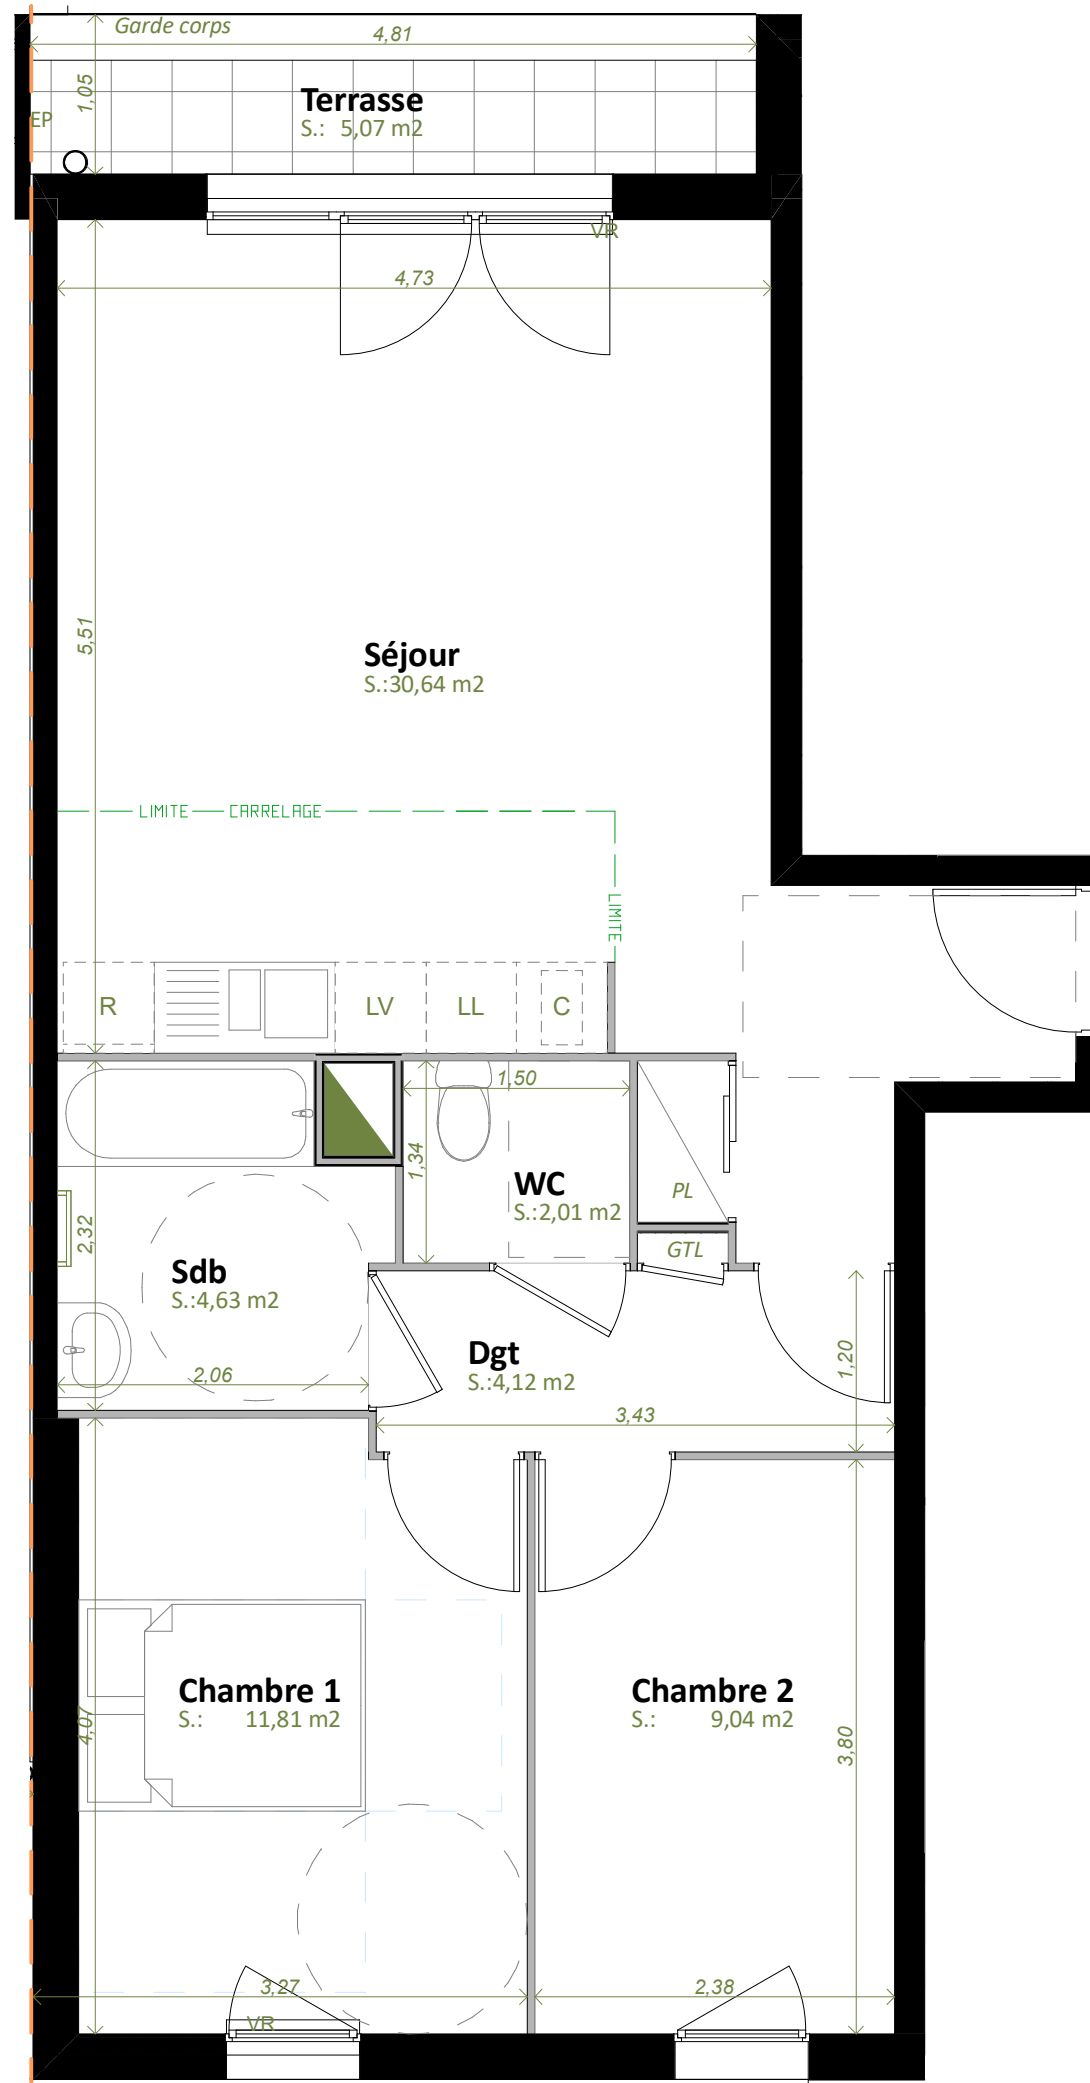 Garde corps
4,81
1,05
Terrasse
S.: 5,07 m2
EP
VR
4,73
5,51
Séjour
S.:30,64 m2
LIMITE CARRELAGE
LIMITE
R
LV
LL
C
1,50
1,34
WC
S.:2,01 m2
PL
GTL
2,32
Sdb
S.:4,63 m2
2,06
Dgt
S.:4,12 m2
1,20
3,43
Chambre 1
S.: 11,81 m2
4,07
Chambre 2
S.: 9,04 m2
3,80
3,27
2,38
VR